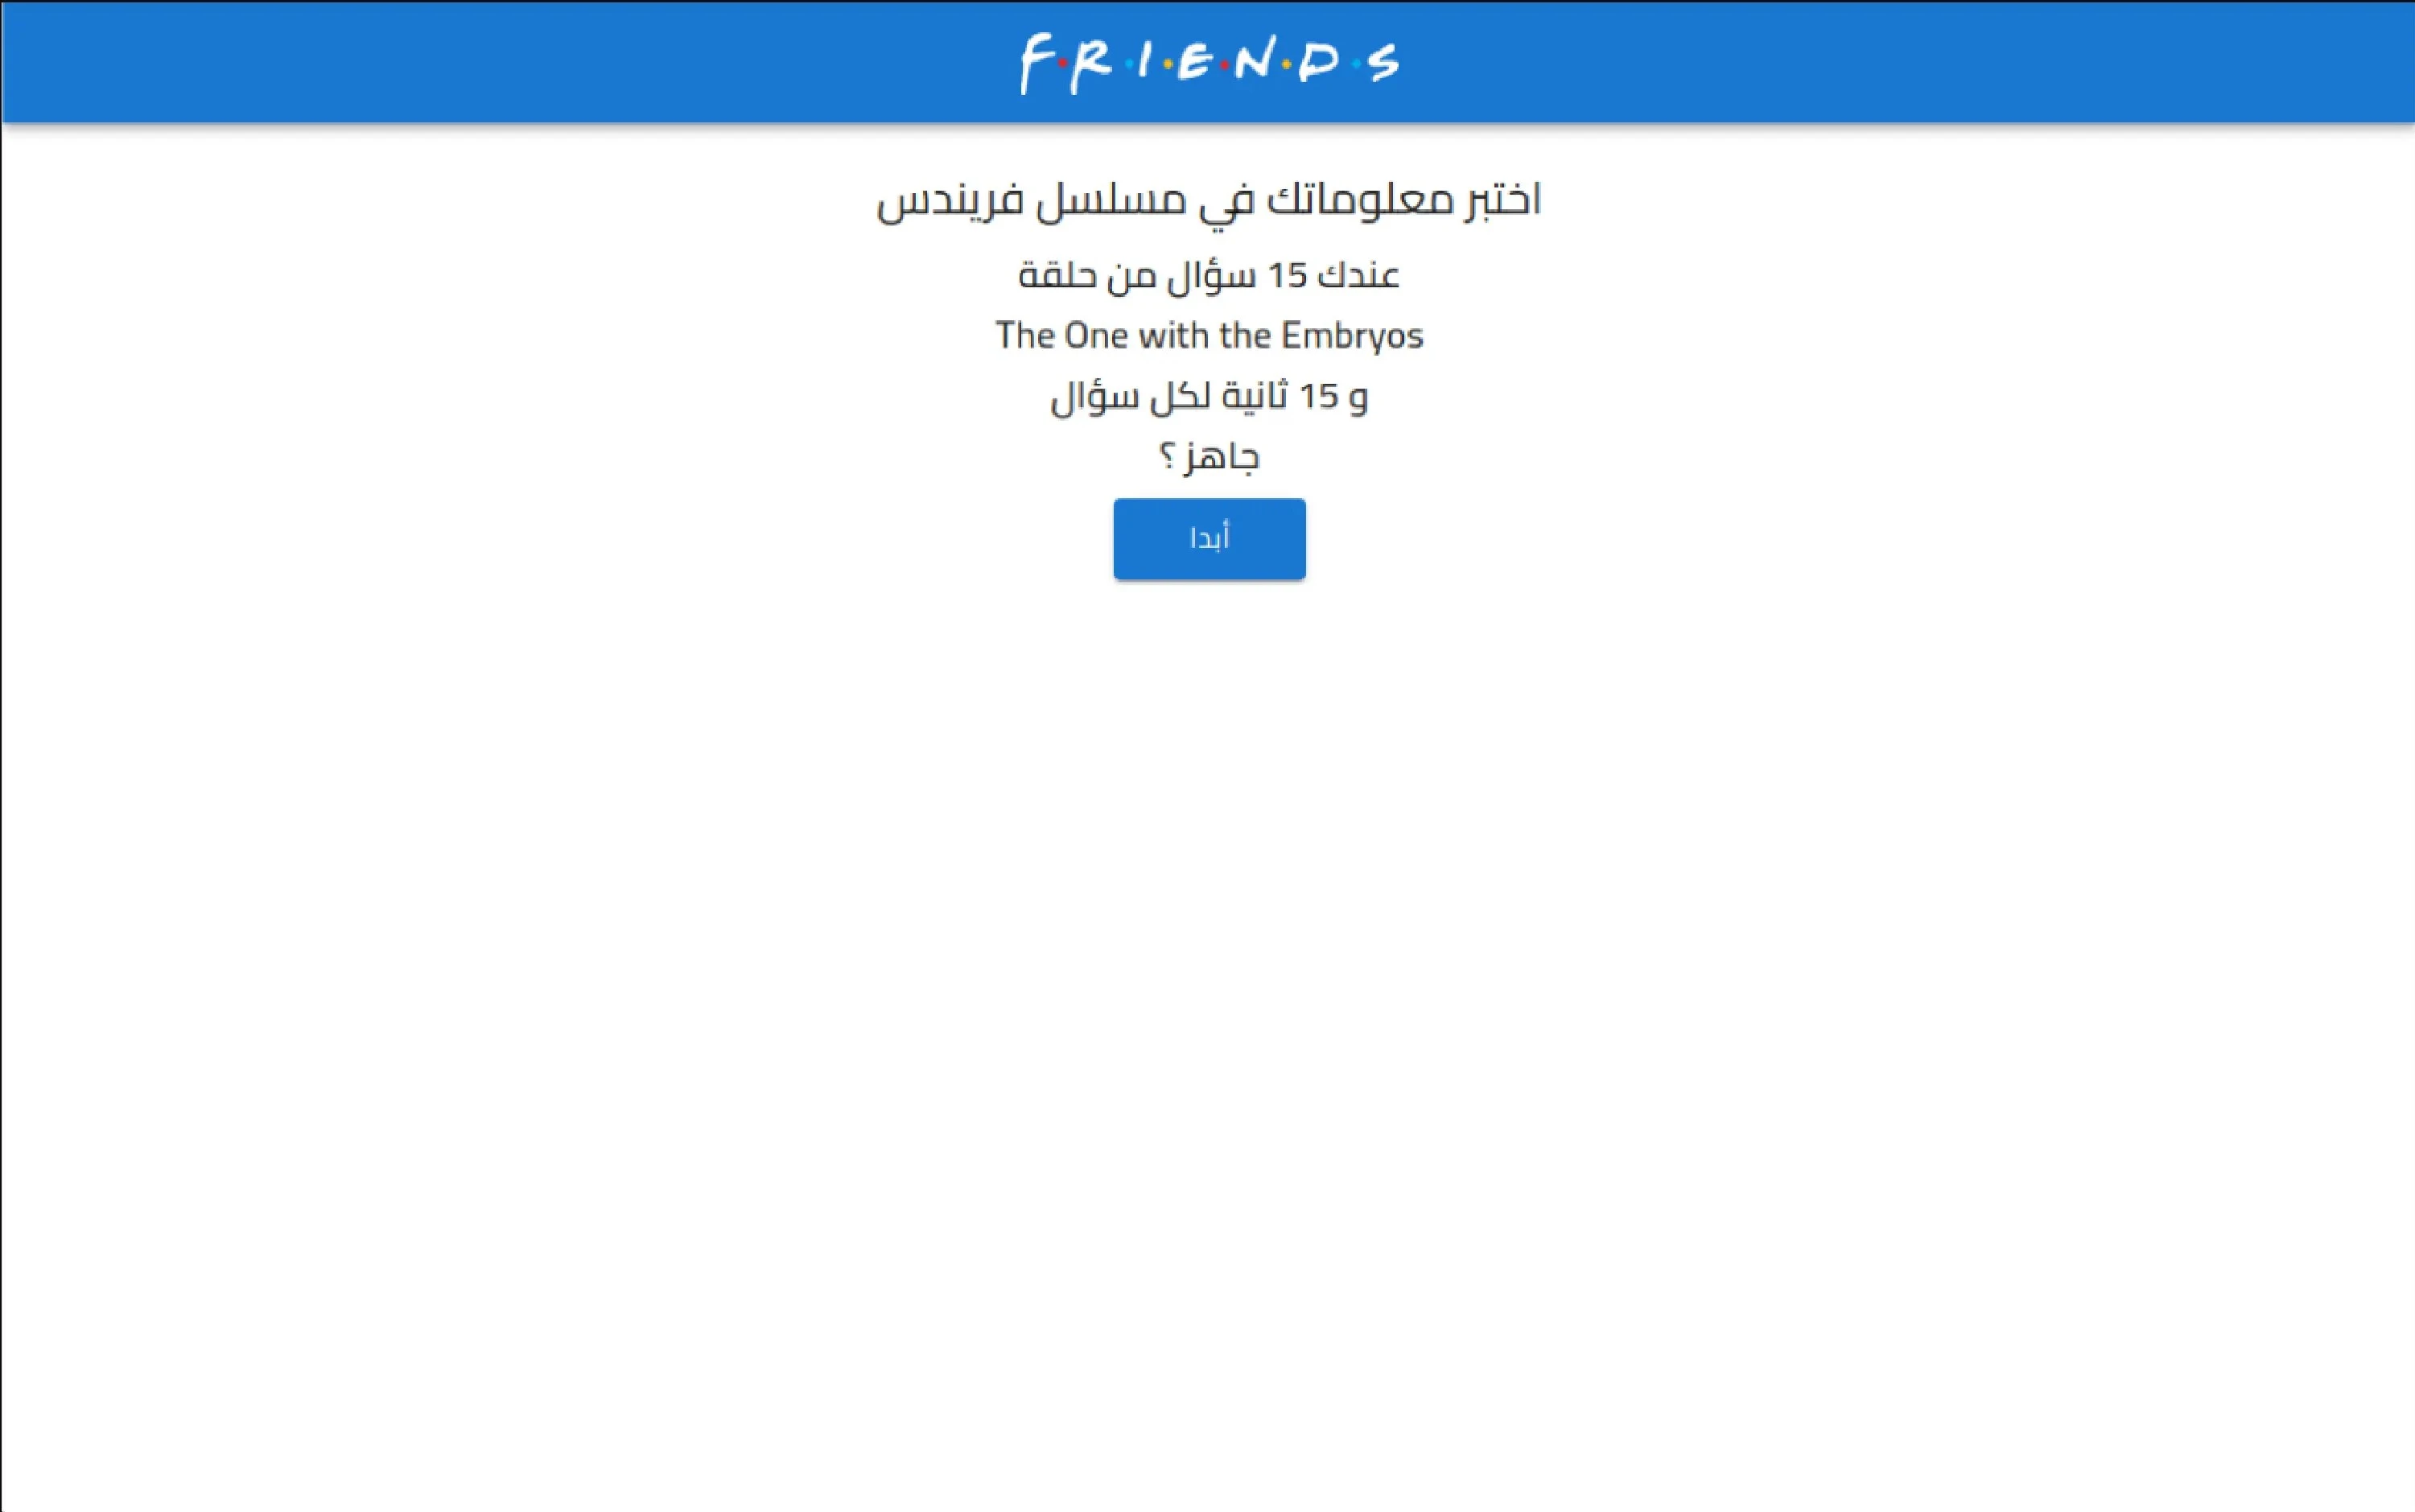 F·R·I·E·N·D·S
اختبر معلوماتك في مسلسل فريندس
عندك 15 سؤال من حلقة
The One with the Embryos
و 15 ثانية لكل سؤال
جاهز ؟
أبدا